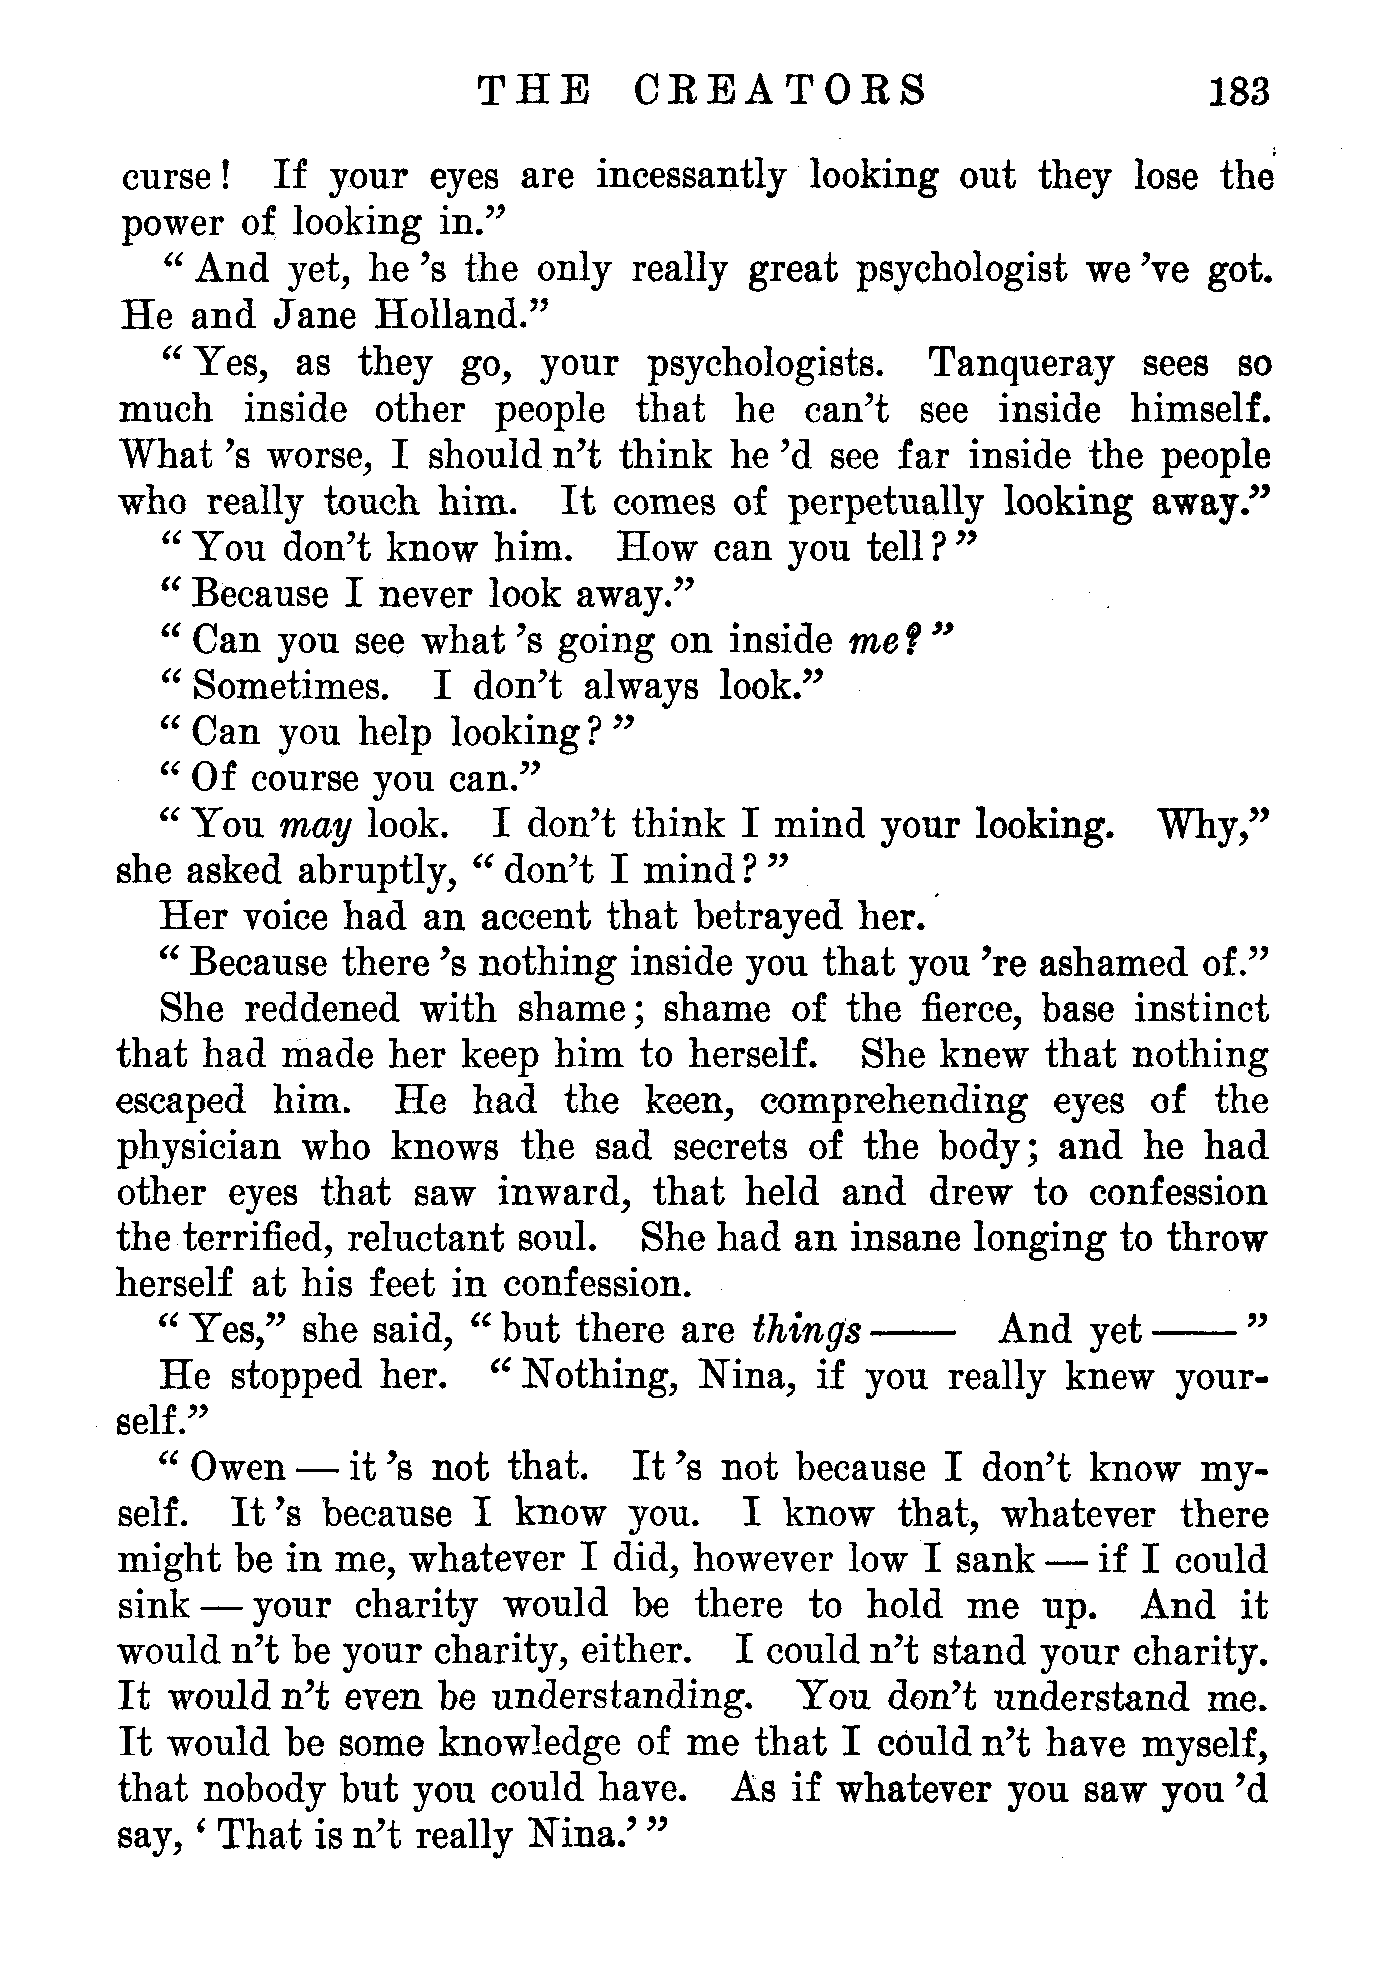 THE CREATORS 183
curse! If your eyes are incessantly looking out they lose the
power of looking in.”
“ And yet, he ’s the only really great psychologist we ’ve got.
He and Jane Holland.”
“ Yes, as they go, your psychologists. Tanqueray sees so
much inside other people that he can’t see inside himself.
What ’s worse, I should n’t think he ’d see far inside the people
who really touch him. It comes of perpetually looking away.”
“ You don’t know him. How can you tell? ”
“ Because I never look away.”
“ Can you see what ’s going on inside me? ”
“ Sometimes. I don’t always look.”
“ Can you help looking? ”
“ Of course you can.”
“ You may look. I don’t think I mind your looking. Why,”
she asked abruptly, “ don’t I mind? ”
Her voice had an accent that betrayed her.
“ Because there ’s nothing inside you that you ’re ashamed of.”
She reddened with shame; shame of the fierce, base instinct
that had made her keep him to herself. She knew that nothing
escaped him. He had the keen, comprehending eyes of the
physician who knows the sad secrets of the body; and he had
other eyes that saw inward, that held and drew to confession
the terrified, reluctant soul. She had an insane longing to throw
herself at his feet in confession.
“ Yes,” she said, “ but there are things —— And yet —— ”
He stopped her. “ Nothing, Nina, if you really knew your-
self.”
“ Owen — it ’s not that. It ’s not because I don’t know my-
self. It ’s because I know you. I know that, whatever there
might be in me, whatever I did, however low I sank — if I could
sink — your charity would be there to hold me up. And it
would n’t be your charity, either. I could n’t stand your charity.
It would n’t even be understanding. You don’t understand me.
It would be some knowledge of me that I could n’t have myself,
that nobody but you could have. As if whatever you saw you ’d
say, ‘ That is n’t really Nina.’ ”